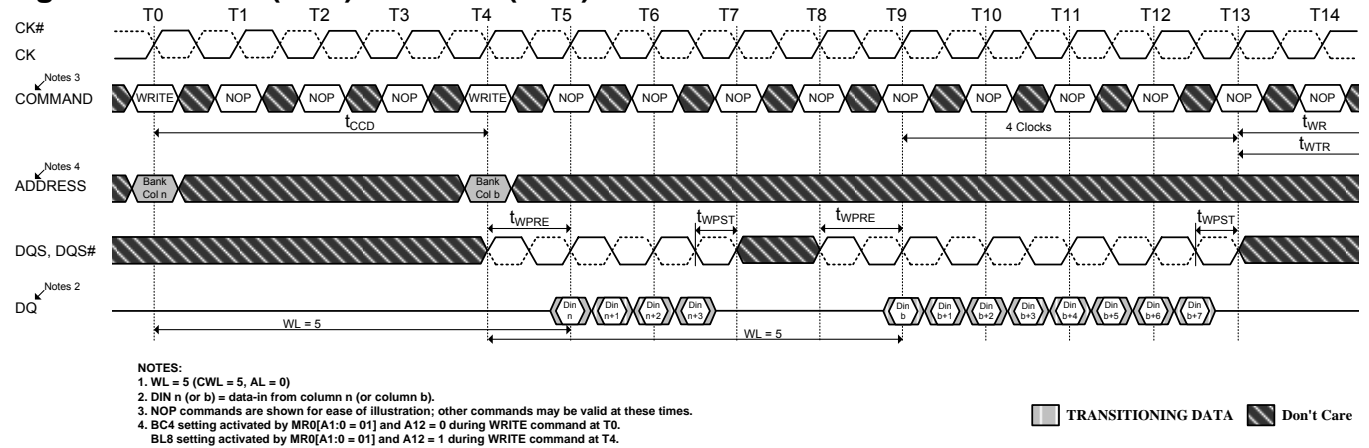 T0 T1 T2 T3 T4 T5 T6 T7 T8 T9 T10 T11 T12 T13 T14
CK#
CK
Notes 3
COMMAND
WRITE NOP NOP NOP WRITE NOP NOP NOP NOP NOP NOP NOP NOP NOP NOP
tCCD
4 Clocks
tWR
tWTR
Notes 4
ADDRESS
Bank Bank
Col n Col b
tWPRE tWPST tWPRE tWPST
DQS, DQS#
Notes 2
DQ
Din Din Din Din Din Din Din Din Din Din Din Din
n n+1 n+2 n+3 b b+1 b+2 b+3 b+4 b+5 b+6 b+7
WL = 5
WL = 5
NOTES:
1. WL = 5 (CWL = 5, AL = 0)
2. DIN n (or b) = data-in from column n (or column b).
3. NOP commands are shown for ease of illustration; other commands may be valid at these times.
4. BC4 setting activated by MR0[A1:0 = 01] and A12 = 0 during WRITE command at T0.
BL8 setting activated by MR0[A1:0 = 01] and A12 = 1 during WRITE command at T4.
TRANSITIONING DATA Don't Care